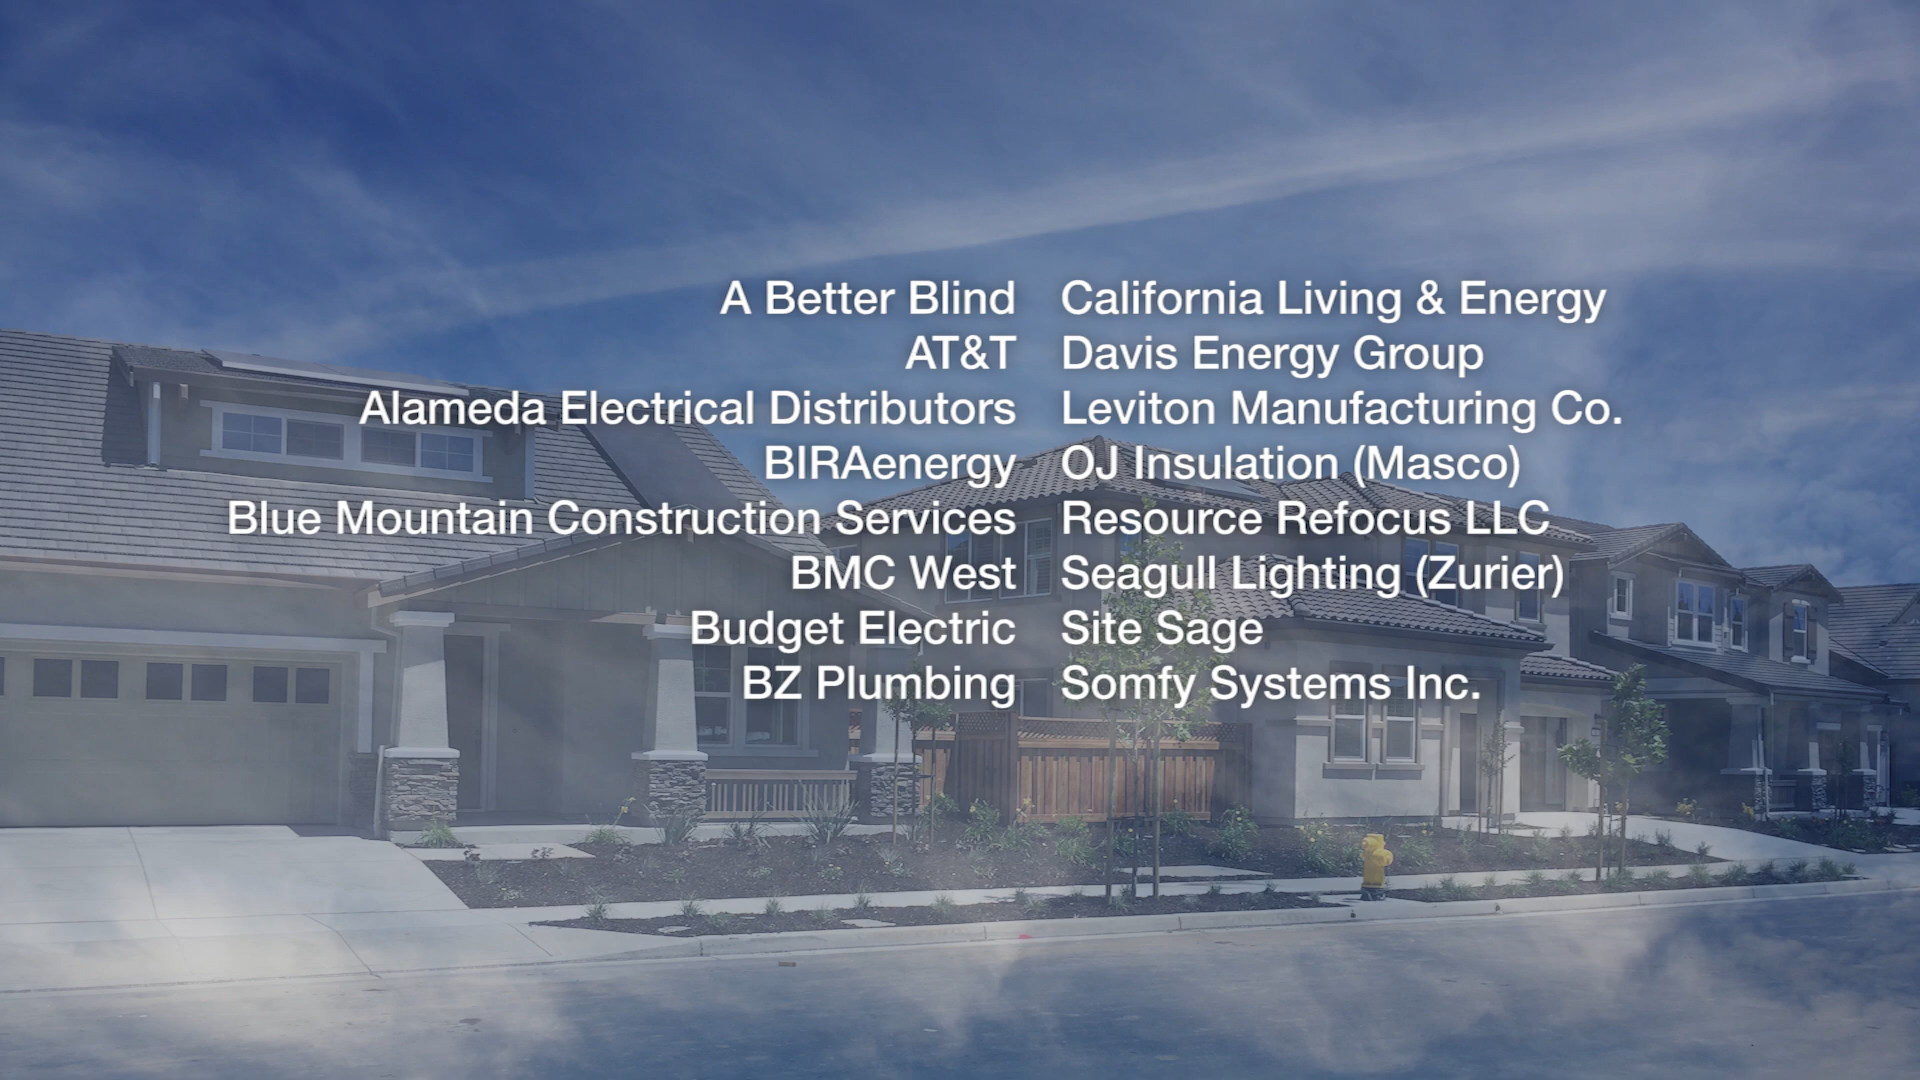 A Better Blind
AT&T
Alameda Electrical Distributors
BIRAenergy
Blue Mountain Construction Services
BMC West
Budget Electric
BZ Plumbing
California Living & Energy
Davis Energy Group
Leviton Manufacturing Co.
OJ Insulation (Masco)
Resource Refocus LLC
Seagull Lighting (Zurier)
Site Sage
Somfy Systems Inc.